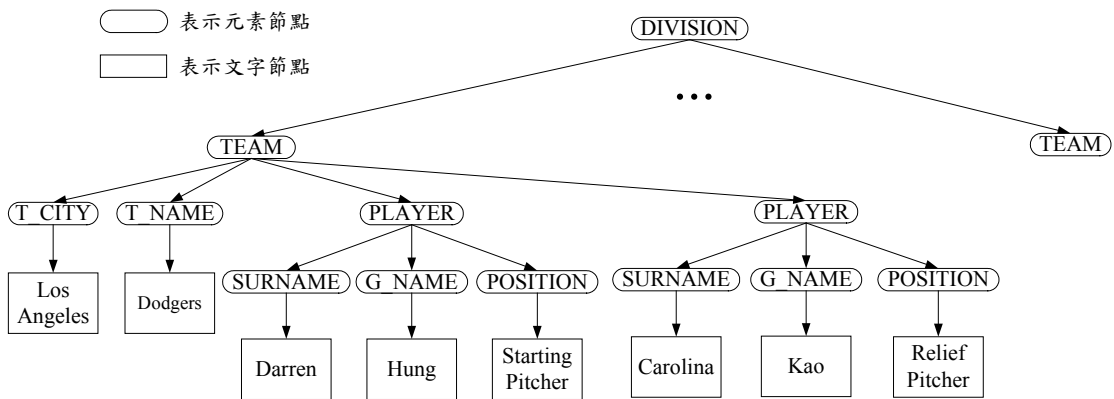 表示元素節點
表示文字節點
DIVISION
...
TEAM
TEAM
T_CITY
T_NAME
PLAYER
PLAYER
SURNAME
G_NAME
POSITION
SURNAME
G_NAME
POSITION
Los
Angeles
Dodgers
Darren
Hung
Starting
Pitcher
Carolina
Kao
Relief
Pitcher